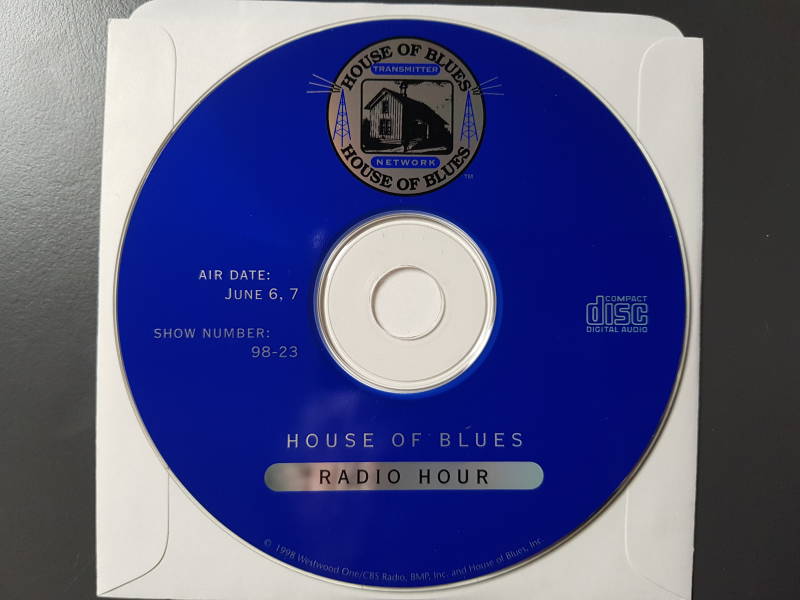 HOUSE OF BLUES
TRANSMITTER
NETWORK
HOUSE OF BLUES
TM
AIR DATE:
JUNE 6, 7
SHOW NUMBER:
98-23
COMPACT
disc
DIGITAL AUDIO
HOUSE OF BLUES
RADIO HOUR
© 1998 Westwood One/CBS Radio, BMP, Inc. and House of Blues, Inc.